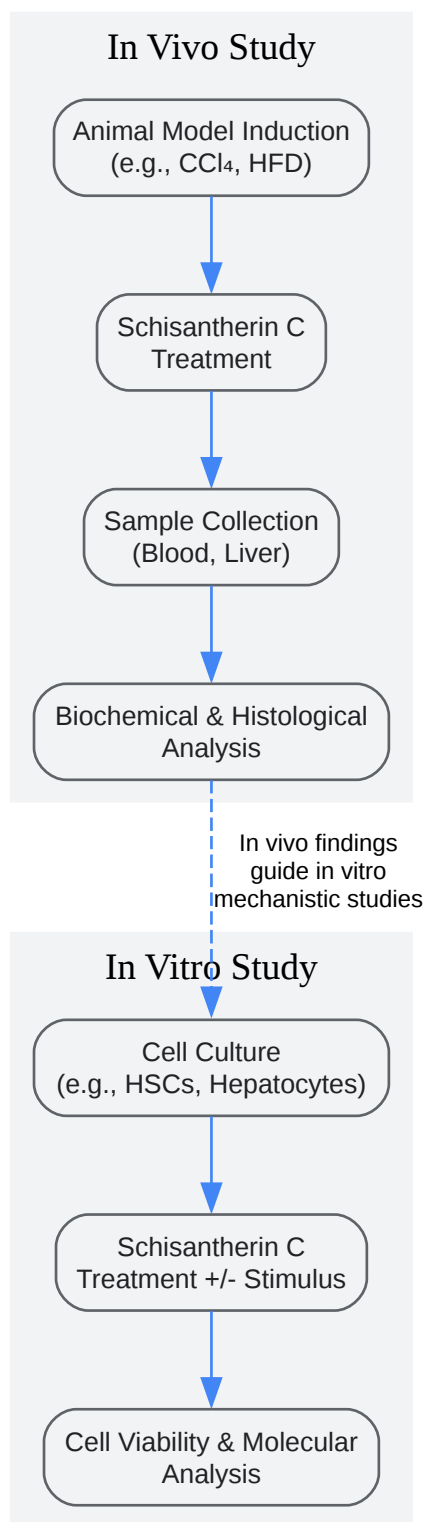 In Vivo Study
Animal Model Induction
(e.g., CCl₄, HFD)
Schisantherin C
Treatment
Sample Collection
(Blood, Liver)
Biochemical & Histological
Analysis
In vivo findings
guide in vitro
mechanistic studies
In Vitro Study
Cell Culture
(e.g., HSCs, Hepatocytes)
Schisantherin C
Treatment +/- Stimulus
Cell Viability & Molecular
Analysis